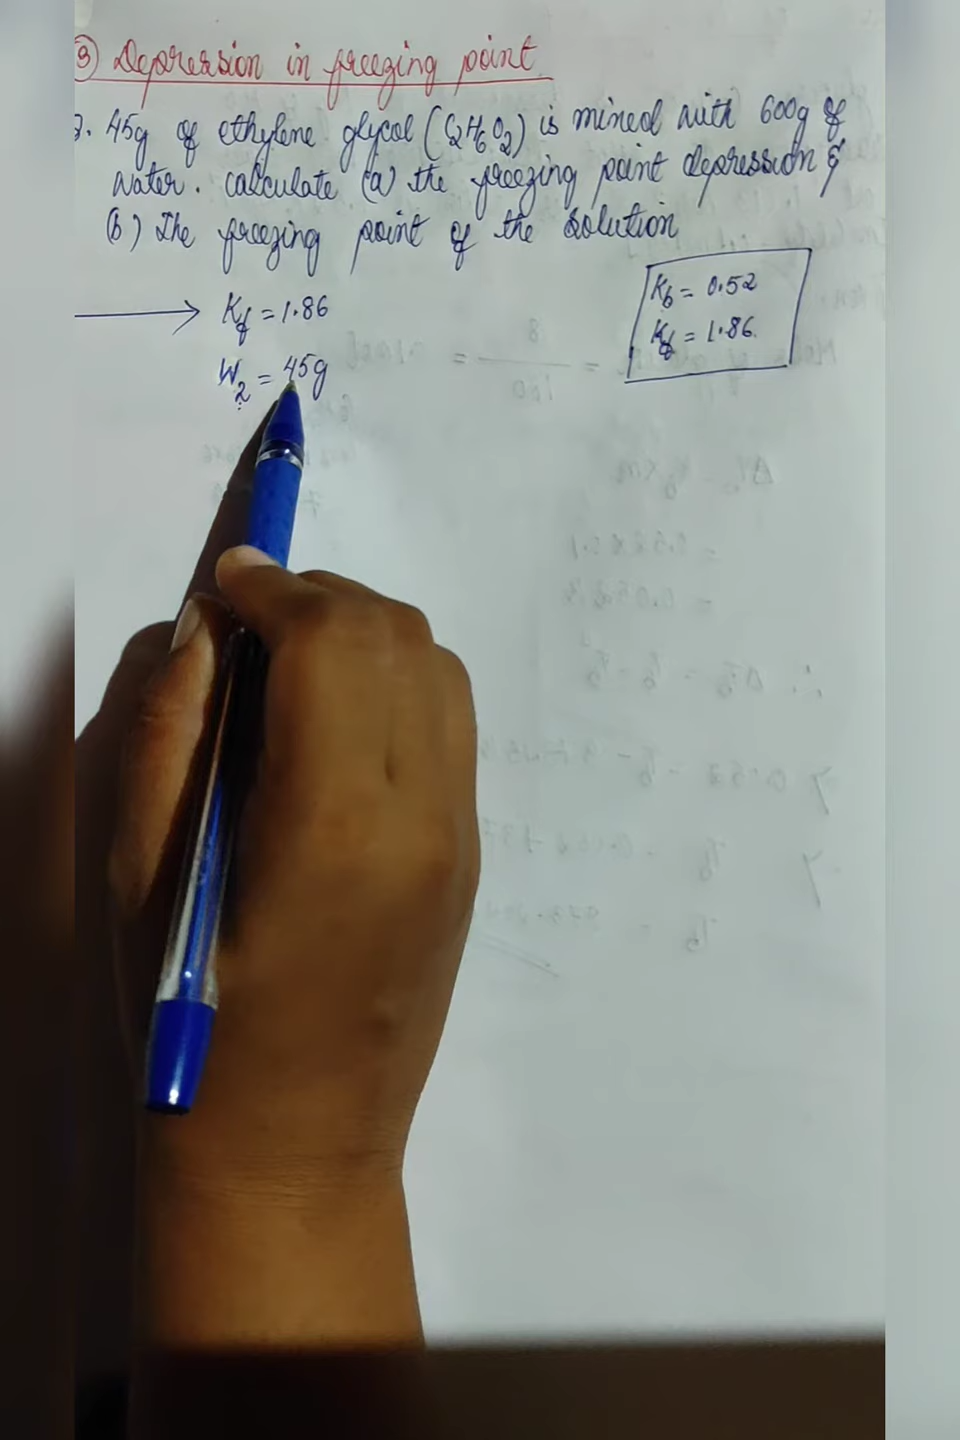 ③ Depression in freezing point
3. 45g of ethylene glycol (C₂H₆O₂) is mixed with 600g of
water. calculate (a) the freezing point depression &
(b) The freezing point of the solution
Kb = 0.52
Kf = 1.86.
Kf = 1.86
W₂ = 45g